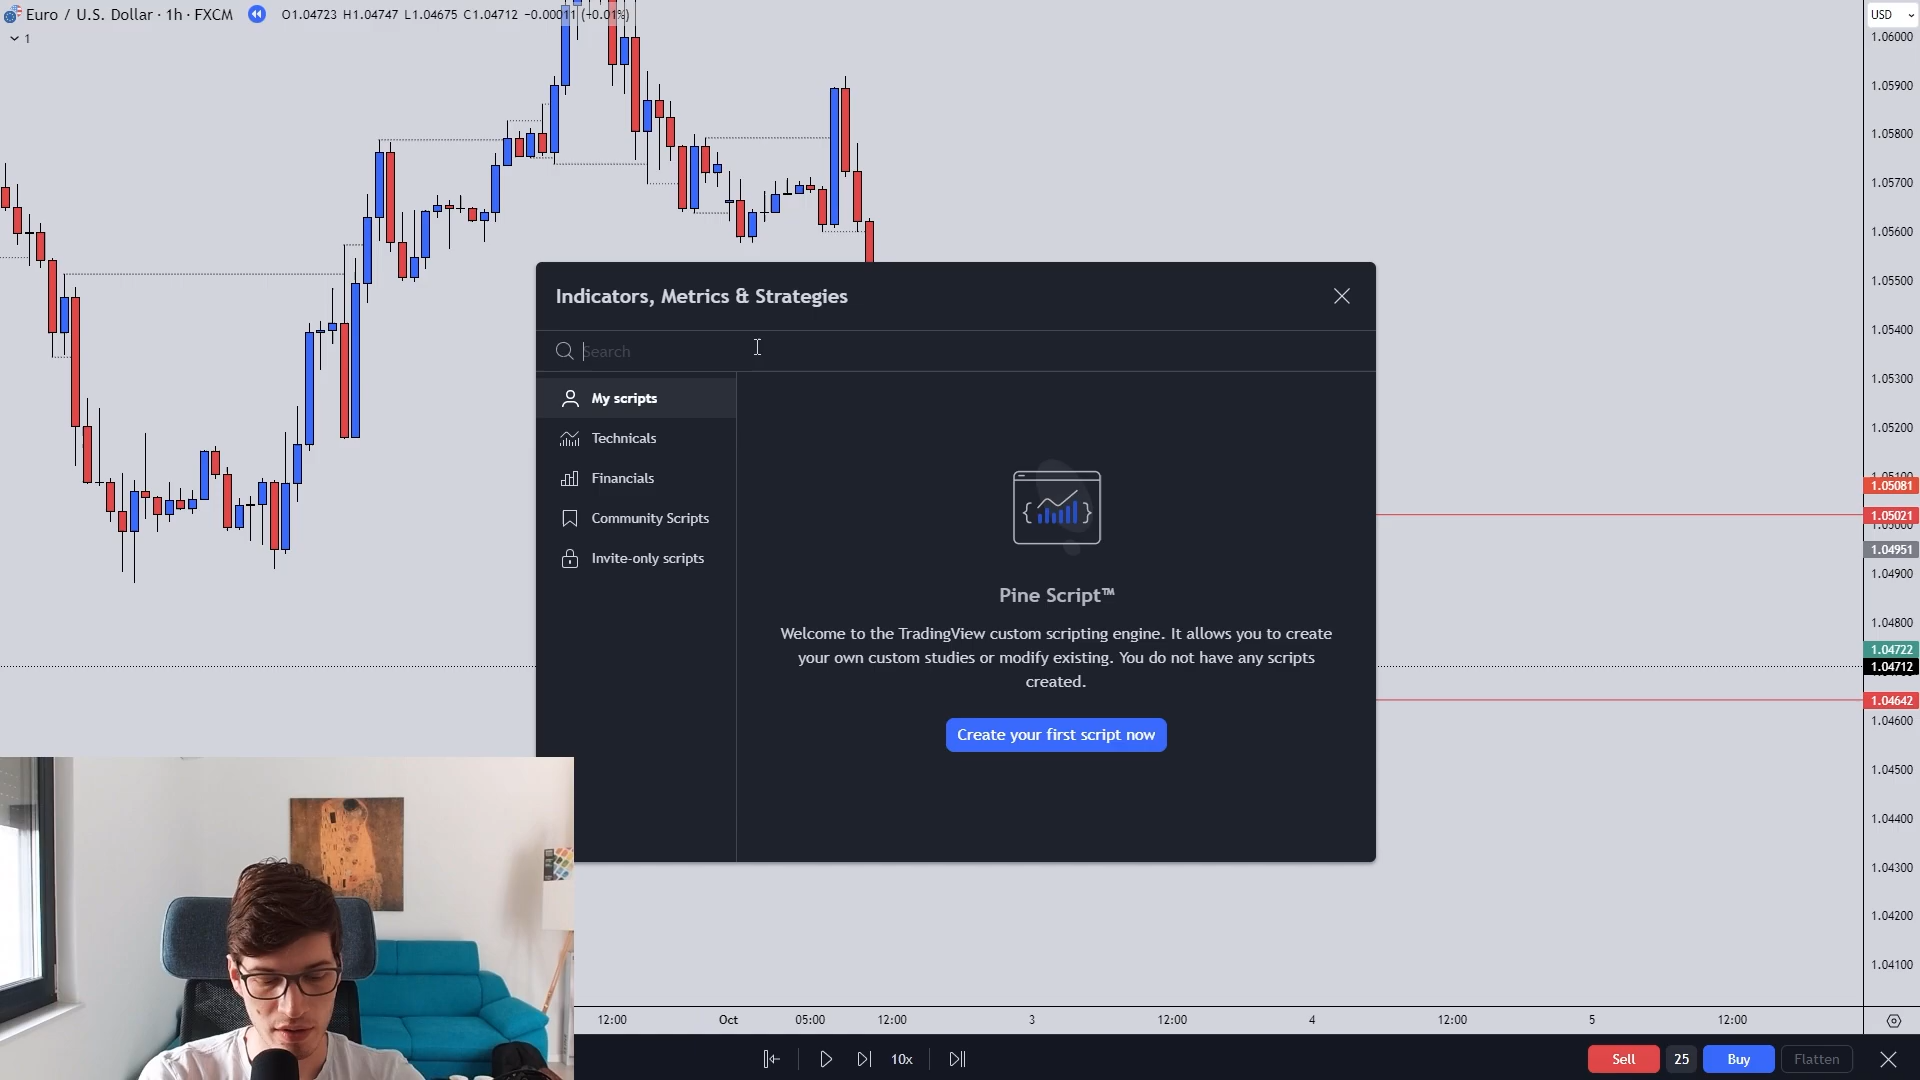 Euro / U.S. Dollar · 1h · FXCM O1.04723 H1.04747 L1.04675 C1.04712 −0.00011 (+0.01%)
1
USD
1.06000
1.05900
1.05800
1.05700
1.05600
1.05500
1.05400
1.05300
1.05200
1.05081
1.05021
1.04951
1.04900
1.04800
1.04722
1.04712
1.04642
1.04600
1.04500
1.04400
1.04300
1.04200
1.04100
Indicators, Metrics & Strategies
Search
My scripts
Technicals
Financials
Community Scripts
Invite-only scripts
Pine Script™
Welcome to the TradingView custom scripting engine. It allows you to create
your own custom studies or modify existing. You do not have any scripts
created.
Create your first script now
12:00 Oct 05:00 12:00 3 12:00 4 12:00 5 12:00
10x
Sell 25 Buy Flatten